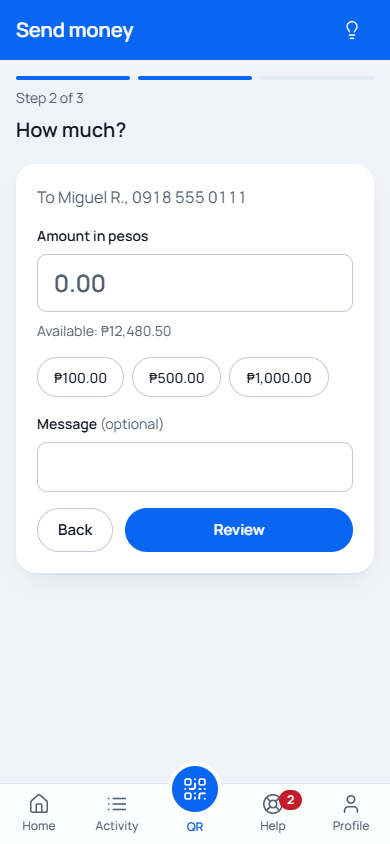 Send money
Step 2 of 3
How much?
To Miguel R., 0918 555 0111
Amount in pesos
0.00
Available: ₱12,480.50
₱100.00 ₱500.00 ₱1,000.00
Message (optional)
Back Review
Home Activity QR Help 2 Profile